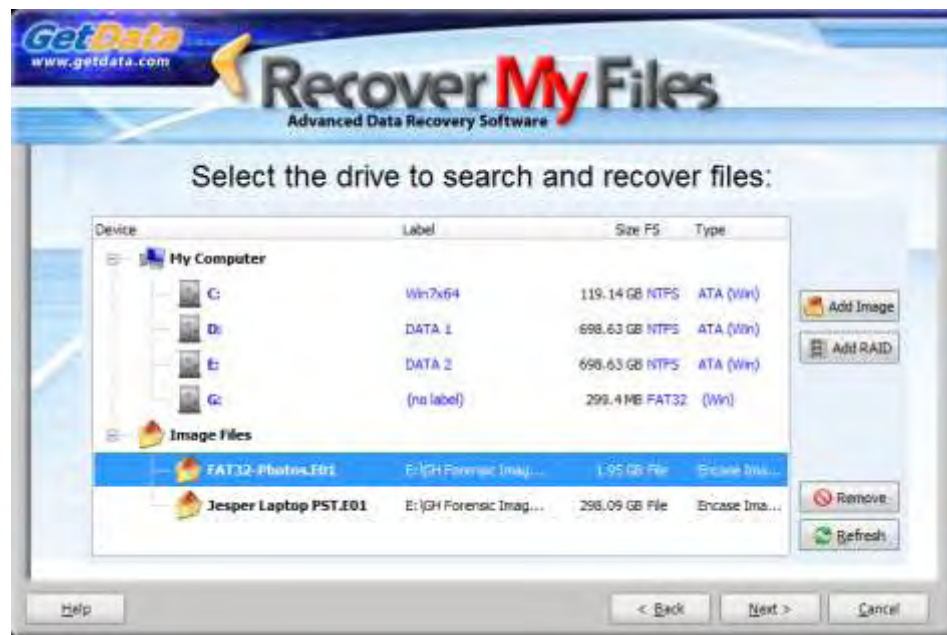 GetData
www.getdata.com
Recover My Files
Advanced Data Recovery Software
Select the drive to search and recover files:
Device Label Size FS Type
My Computer
C: Win7x64 119.14 GB NTFS ATA (Win)
D: DATA 1 698.63 GB NTFS ATA (Win)
E: DATA 2 698.63 GB NTFS ATA (Win)
G: (no label) 299.4 MB FAT32 (Win)
Image Files
FAT32-Photos.E01 E:\GH Forensic Imag... 1.95 GB File Encase Ima...
Jesper Laptop PST.E01 E:\GH Forensic Imag... 298.09 GB File Encase Ima...
Add Image
Add RAID
Remove
Refresh
Help < Back Next > Cancel